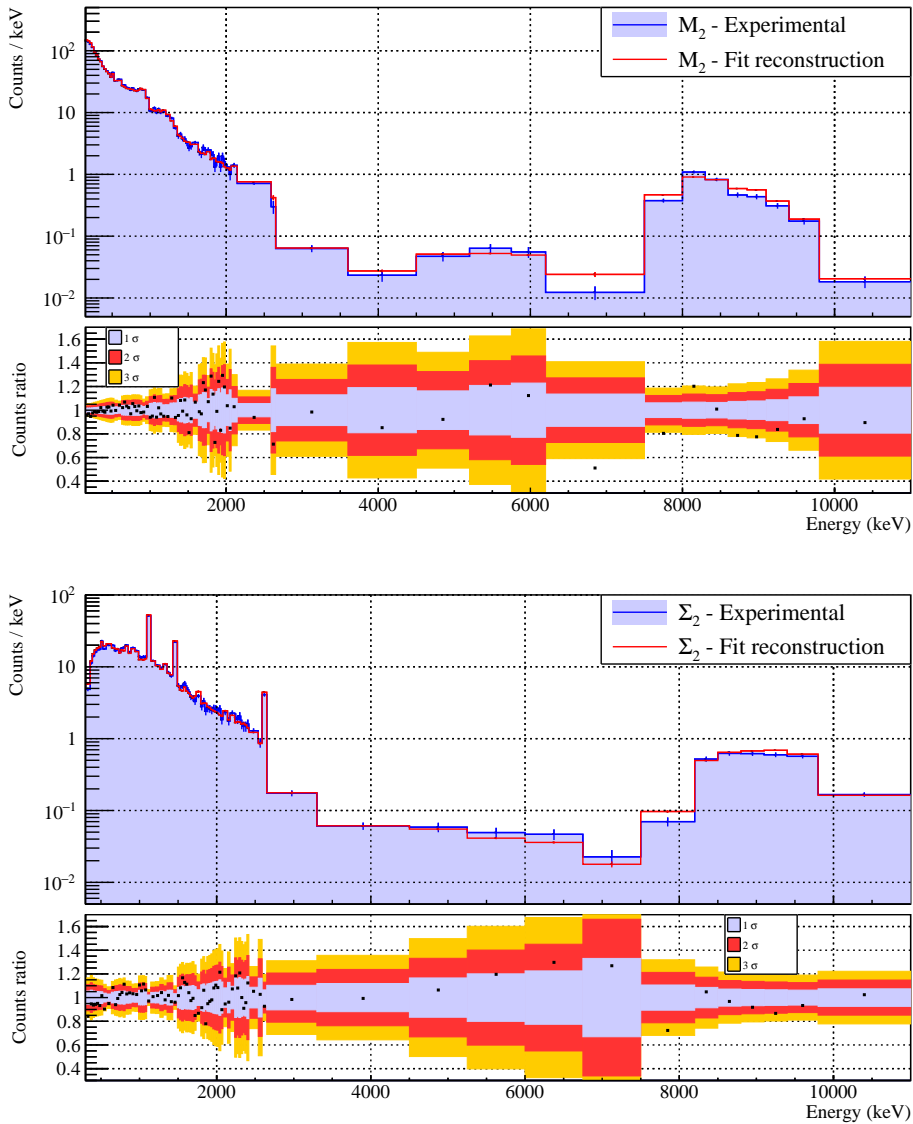 Counts / keV
10²
10
1
10⁻¹
10⁻²
M₂ - Experimental
M₂ - Fit reconstruction
Counts ratio
1.6
1.4
1.2
1
0.8
0.6
0.4
1 σ
2 σ
3 σ
2000 4000 6000 8000 10000
Energy (keV)
Counts / keV
10²
10
1
10⁻¹
10⁻²
Σ₂ - Experimental
Σ₂ - Fit reconstruction
Counts ratio
1.6
1.4
1.2
1
0.8
0.6
0.4
1 σ
2 σ
3 σ
2000 4000 6000 8000 10000
Energy (keV)